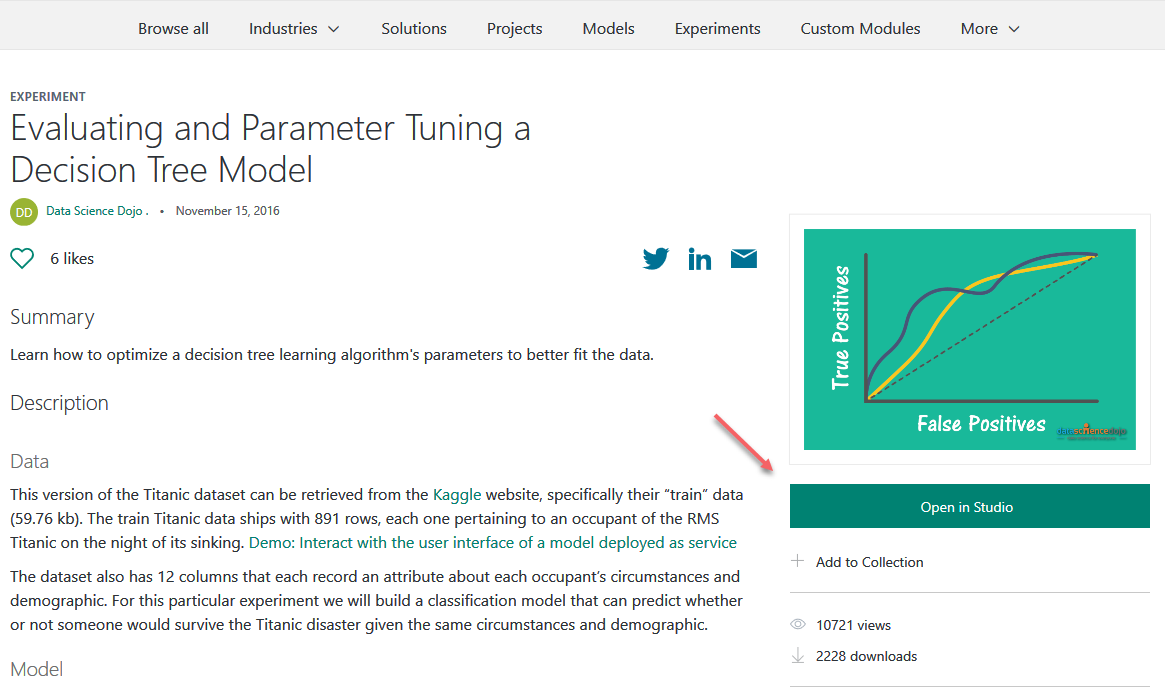 Browse all Industries Solutions Projects Models Experiments Custom Modules More
EXPERIMENT
Evaluating and Parameter Tuning a
Decision Tree Model
DD Data Science Dojo . • November 15, 2016
6 likes
Summary
Learn how to optimize a decision tree learning algorithm's parameters to better fit the data.
Description
Data
This version of the Titanic dataset can be retrieved from the Kaggle website, specifically their “train” data
(59.76 kb). The train Titanic data ships with 891 rows, each one pertaining to an occupant of the RMS
Titanic on the night of its sinking. Demo: Interact with the user interface of a model deployed as service
The dataset also has 12 columns that each record an attribute about each occupant’s circumstances and
demographic. For this particular experiment we will build a classification model that can predict whether
or not someone would survive the Titanic disaster given the same circumstances and demographic.
Model
True Positives
False Positives
datasciencedojo
Open in Studio
Add to Collection
10721 views
2228 downloads